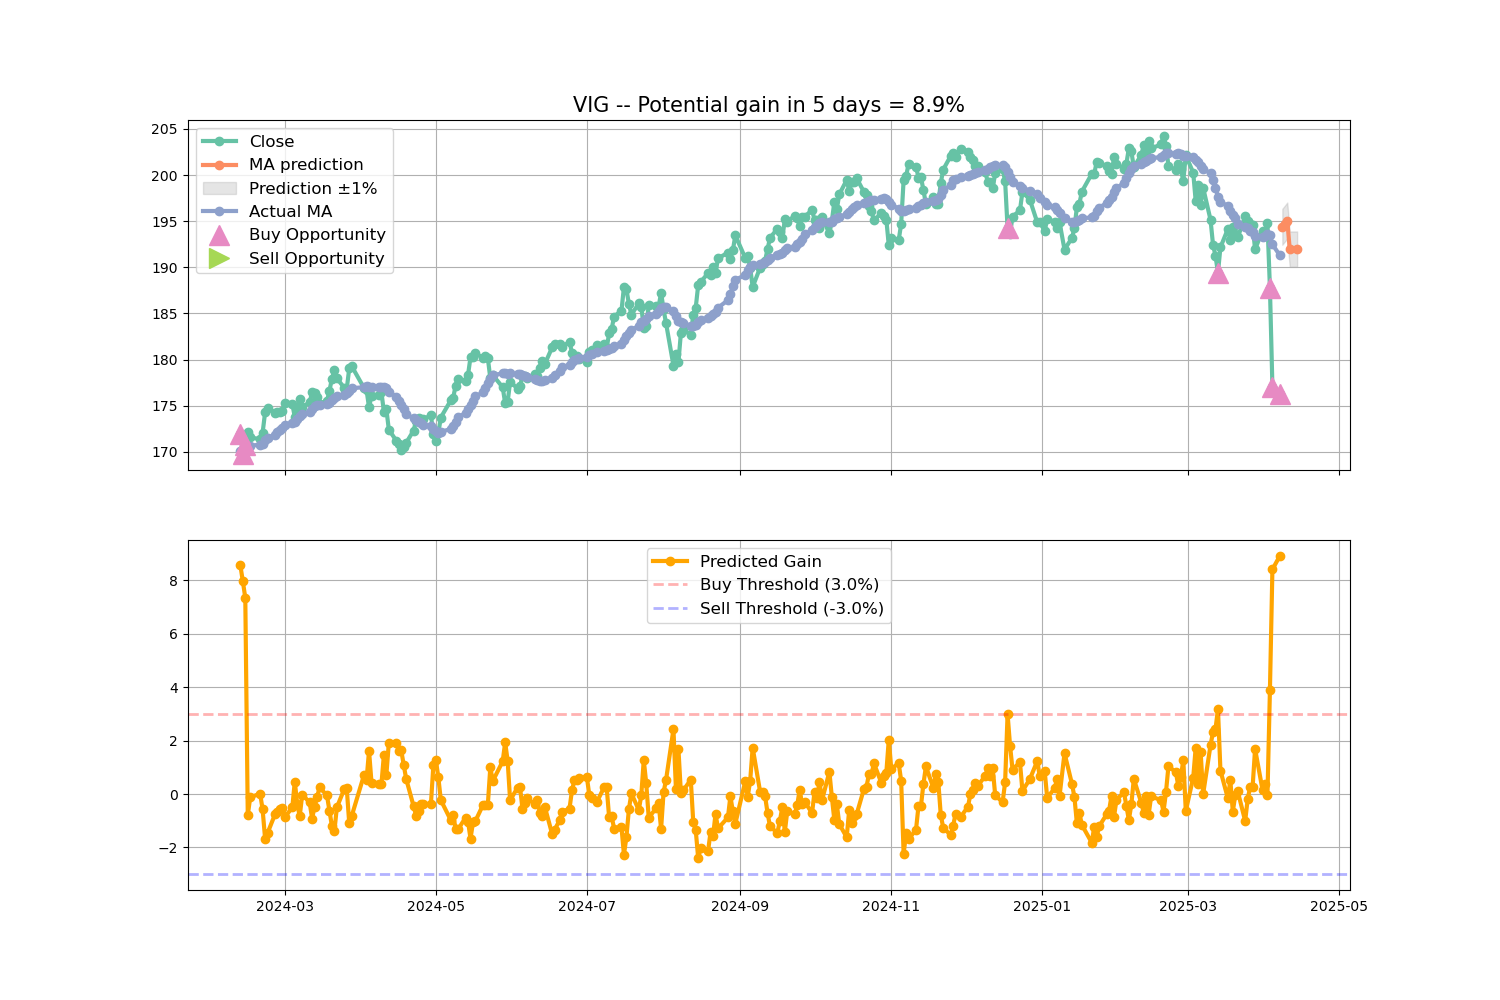 VIG -- Potential gain in 5 days = 8.9%
205
200
195
190
185
180
175
170
Close
MA prediction
Prediction ±1%
Actual MA
Buy Opportunity
Sell Opportunity
8
6
4
2
0
−2
Predicted Gain
Buy Threshold (3.0%)
Sell Threshold (-3.0%)
2024-03
2024-05
2024-07
2024-09
2024-11
2025-01
2025-03
2025-05